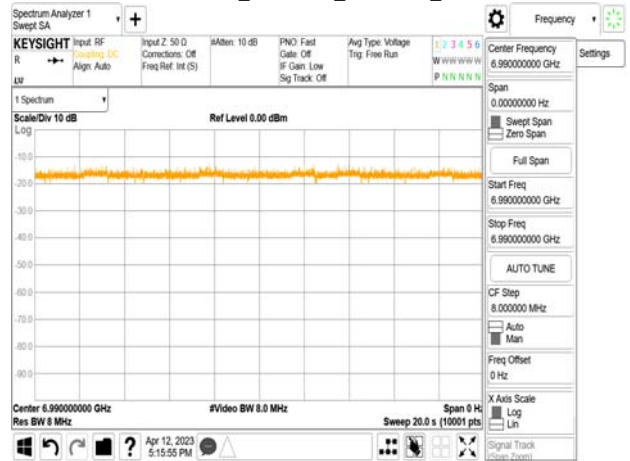 Spectrum Analyzer 1
Swept SA
+
Frequency
KEYSIGHT
R
LVI
Input: RF
Coupling: DC
Align: Auto
Input Z: 50 Ω
Corrections: Off
Freq Ref: Int (S)
#Atten: 10 dB
PNO: Fast
Gate: Off
IF Gain: Low
Sig Track: Off
Avg Type: Voltage
Trig: Free Run
1 2 3 4 5 6
W W W W W W
P N N N N N
1 Spectrum
Scale/Div 10 dB
Ref Level 0.00 dBm
Log
-10.0
-20.0
-30.0
-40.0
-50.0
-60.0
-70.0
-80.0
-90.0
Center 6.990000000 GHz
#Video BW 8.0 MHz
Span 0 Hz
Res BW 8 MHz
Sweep 20.0 s (10001 pts
?
Apr 12, 2023
5:15:55 PM
Center Frequency
6.990000000 GHz
Settings
Span
0.00000000 Hz
Swept Span
Zero Span
Full Span
Start Freq
6.990000000 GHz
Stop Freq
6.990000000 GHz
AUTO TUNE
CF Step
8.000000 MHz
Auto
Man
Freq Offset
0 Hz
X Axis Scale
Log
Lin
Signal Track
(Span Zoom)